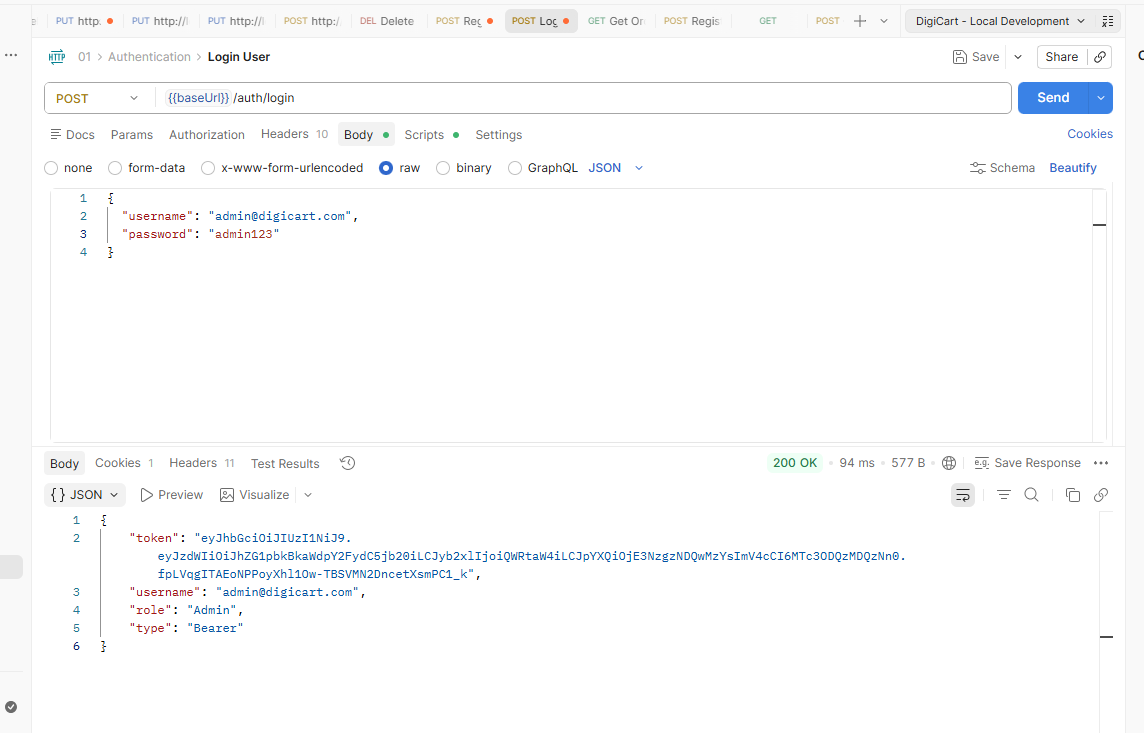 PUT http:
PUT http://
PUT http://
POST http:/
DEL Delete
POST Reg
POST Log
GET Get On
POST Regis
GET
POST
DigiCart - Local Development
HTTP 01 > Authentication > Login User
Save
Share
POST
{{baseUrl}} /auth/login
Send
Docs Params Authorization Headers 10 Body Scripts Settings
Cookies
none form-data x-www-form-urlencoded raw binary GraphQL JSON
Schema Beautify
1 {
2 "username": "admin@digicart.com",
3 "password": "admin123"
4 }
Body Cookies 1 Headers 11 Test Results
200 OK • 94 ms • 577 B • e.g. Save Response
{} JSON Preview Visualize
1 {
2 "token": "eyJhbGciOiJIUzI1NiJ9.
eyJzdWIiOiJhZG1pbkBkaWdpY2FydC5jb20iLCJyb2xlIjoiQWRtaW4iLCJpYXQiOjE3NzgzNDQwMzYsImV4cCI6MTc3ODQzMDQzNn0.
fpLVqgITAEoNPPoyXhl1Ow-TBSVMN2DncetXsmPC1_k",
3 "username": "admin@digicart.com",
4 "role": "Admin",
5 "type": "Bearer"
6 }